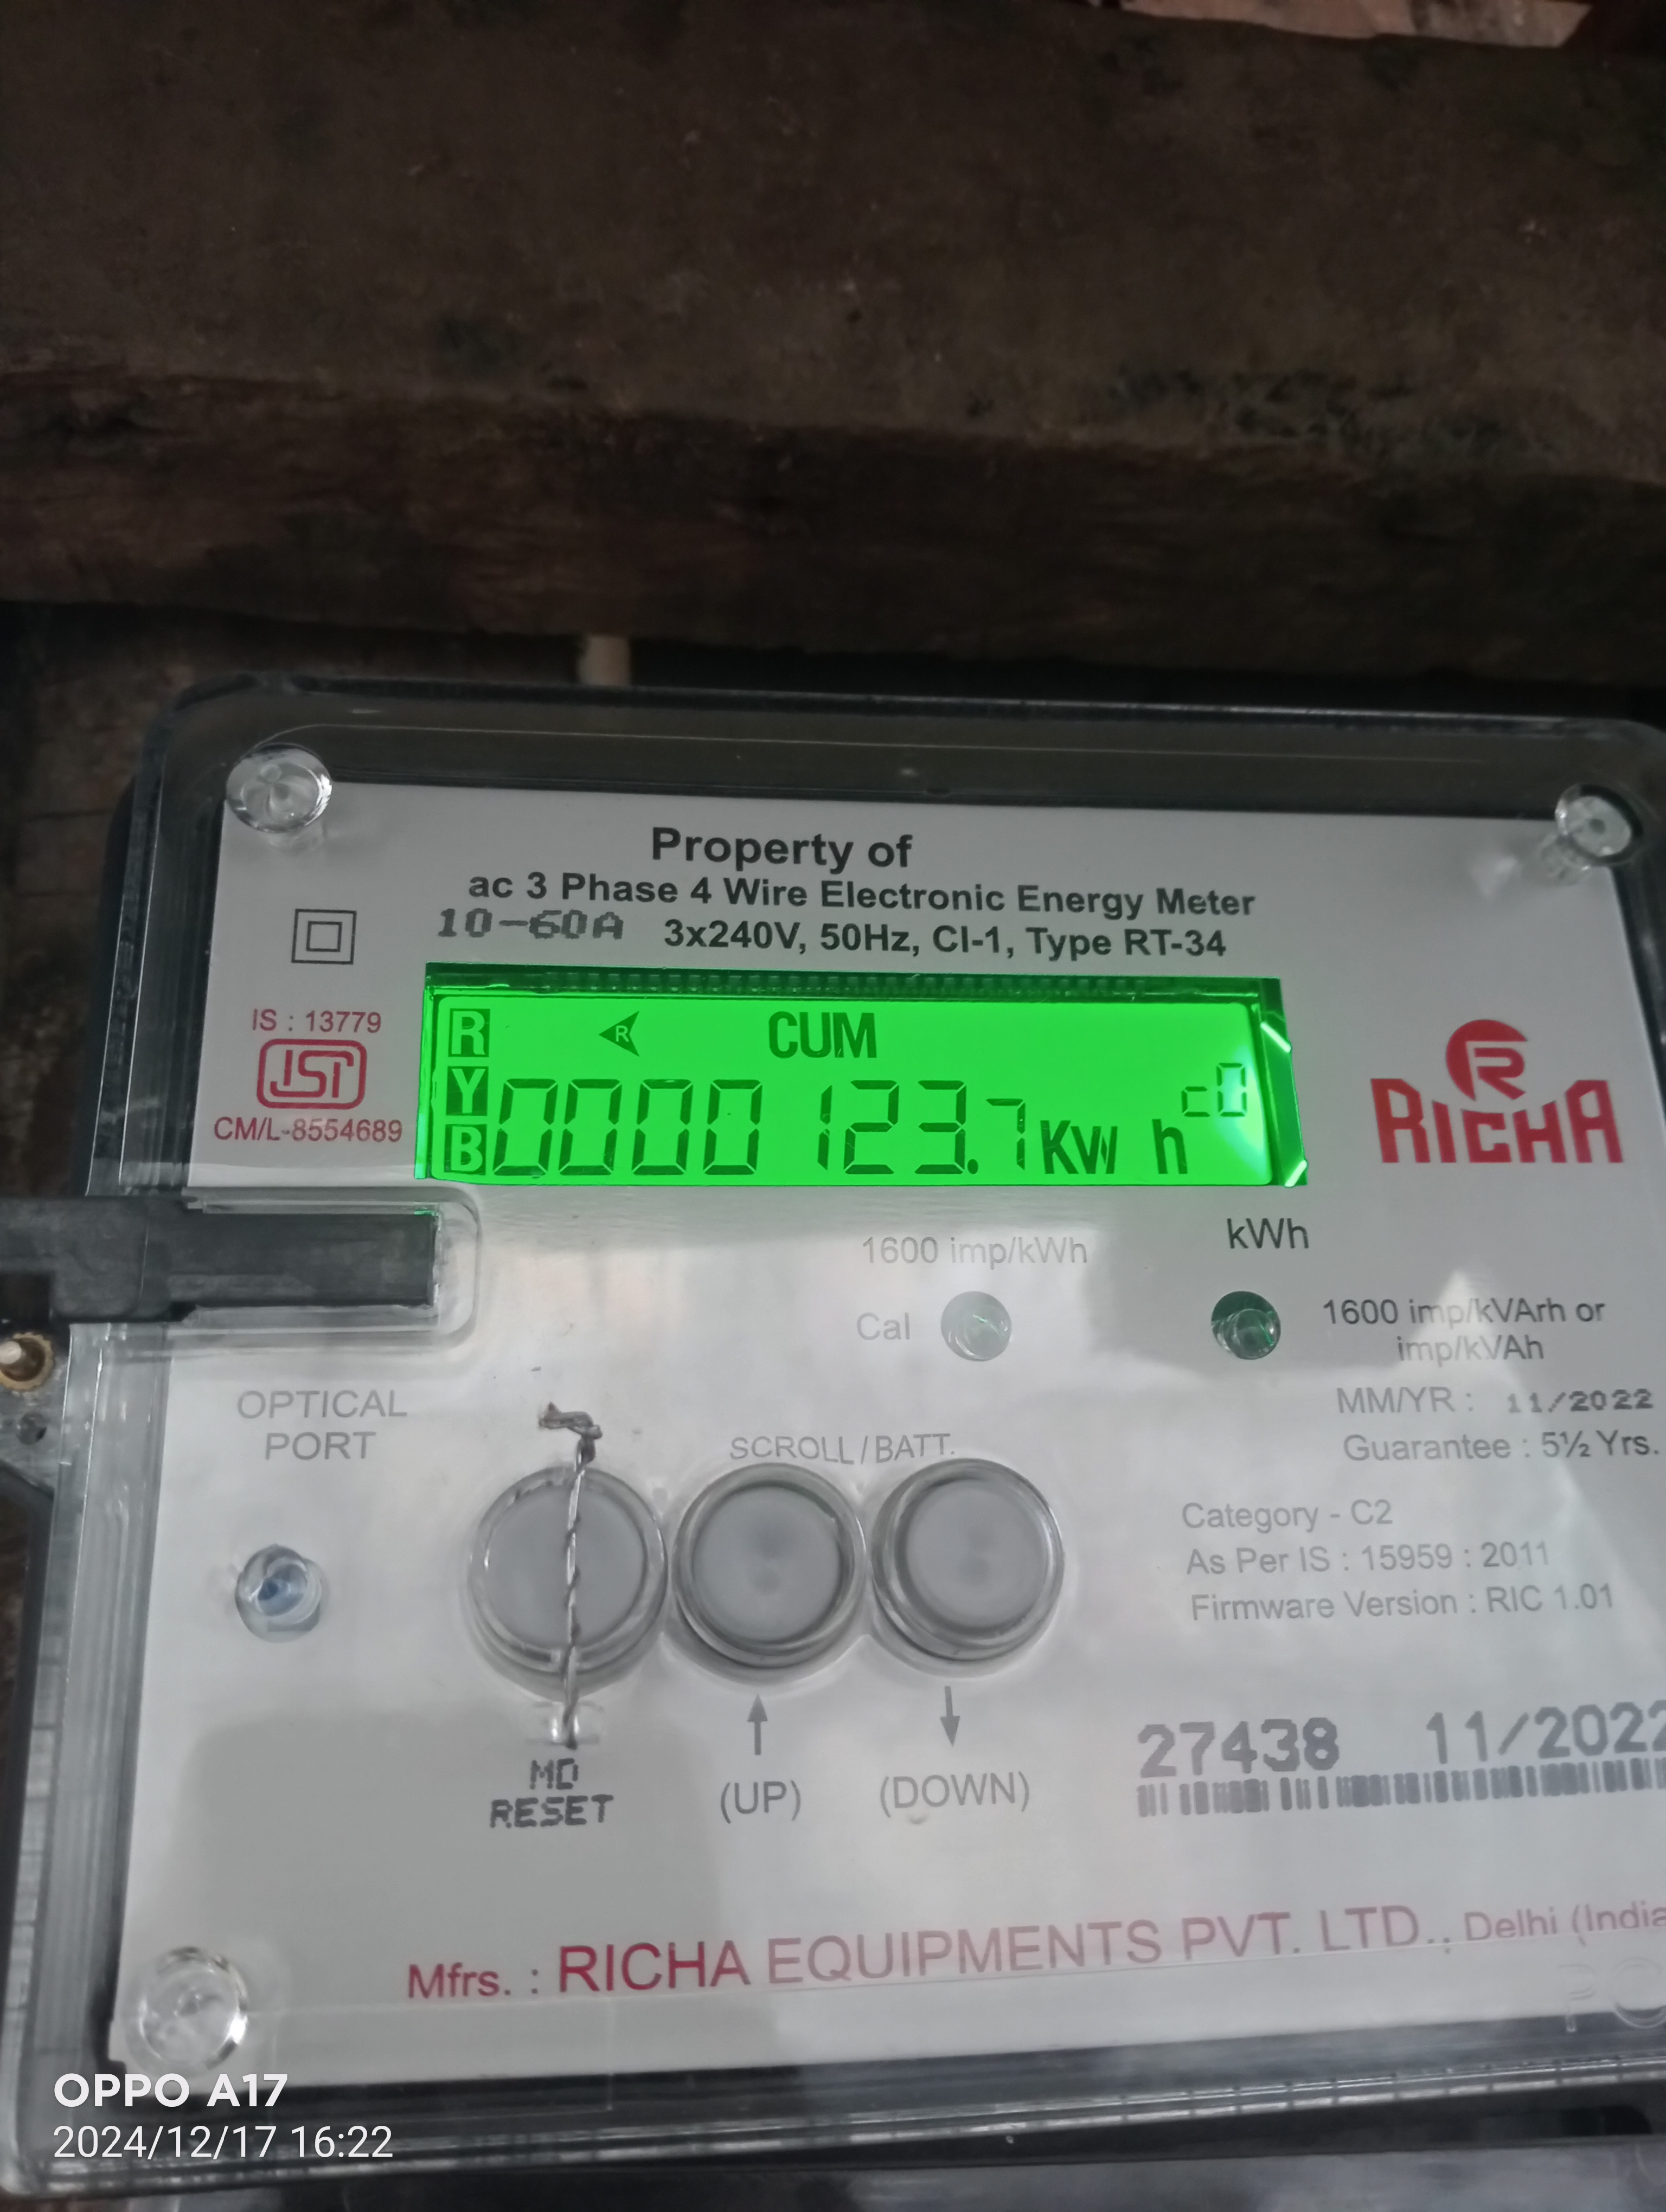 Property of
ac 3 Phase 4 Wire Electronic Energy Meter
10-60A 3x240V, 50Hz, Cl-1, Type RT-34
IS : 13779
ISI
CM/L-8554689
R
Y
B
R
CUM
0000123.7 Kw h
c0
RICHA
1600 imp/kWh
kWh
Cal
1600 imp/kVArh or
imp/kVAh
MM/YR : 11/2022
Guarantee : 5½ Yrs.
OPTICAL
PORT
SCROLL/BATT.
Category - C2
As Per IS : 15959 : 2011
Firmware Version : RIC 1.01
MD
RESET
(UP)
(DOWN)
27438 11/2022
Mfrs. : RICHA EQUIPMENTS PVT. LTD., Delhi (India
OPPO A17
2024/12/17 16:22